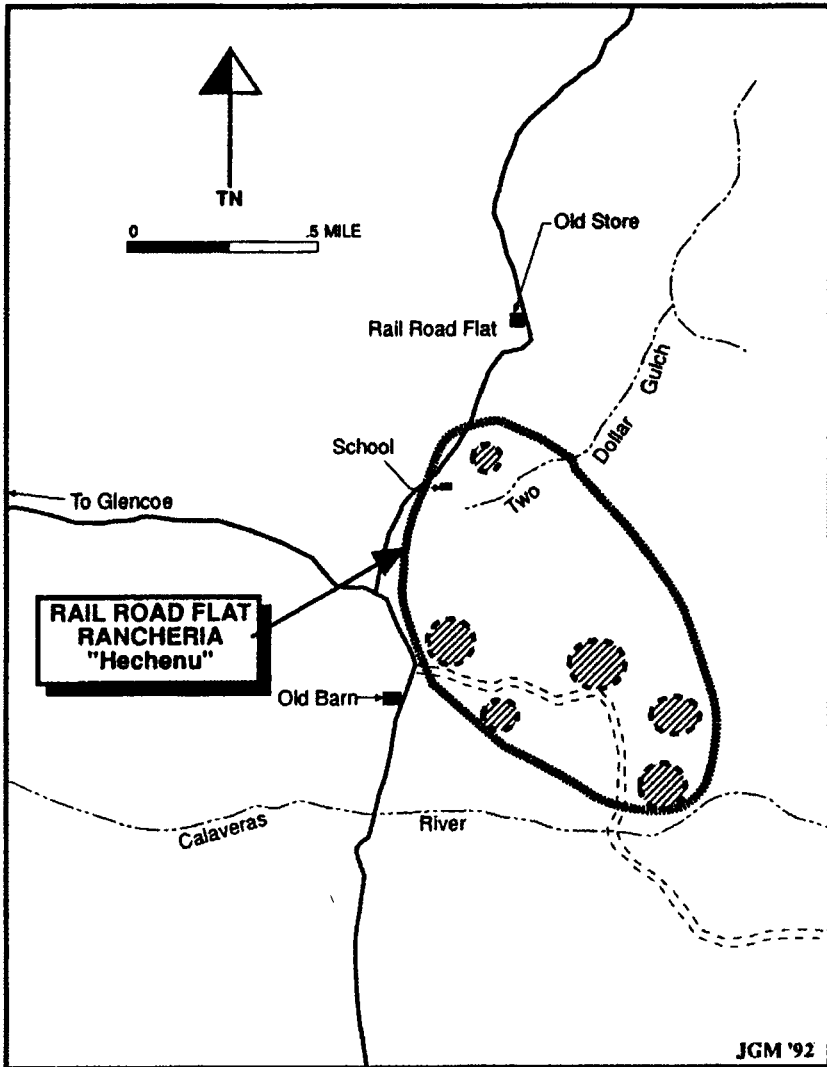 TN
0 .5 MILE
Old Store
Rail Road Flat
Gulch
Dollar
Two
School
To Glencoe
RAIL ROAD FLAT
RANCHERIA
"Hechenu"
Old Barn
Calaveras
River
JGM '92